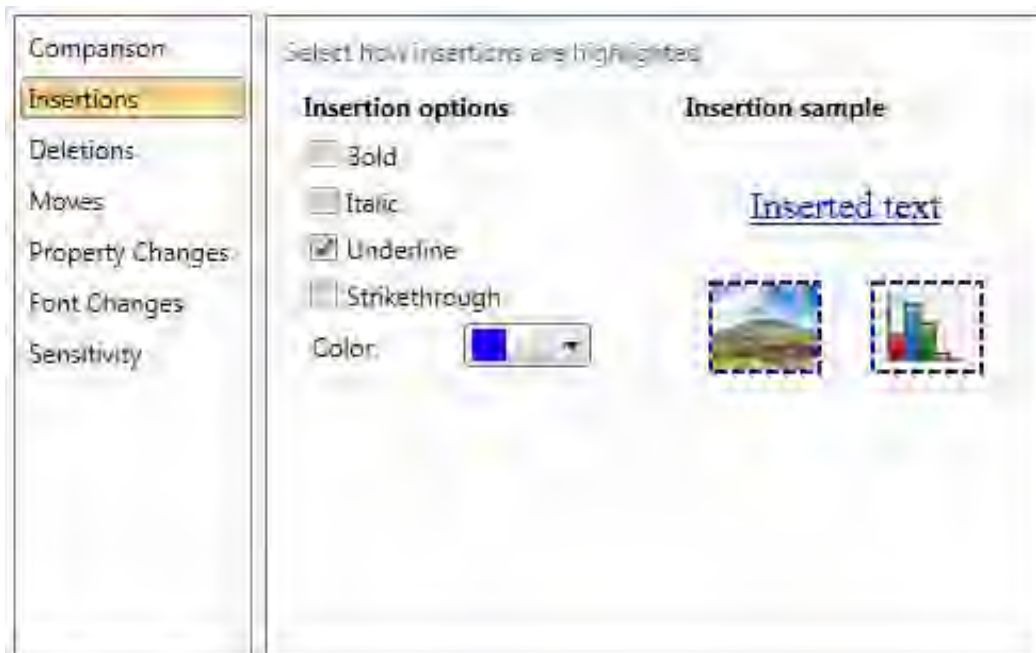 Comparison
Insertions
Deletions
Moves
Property Changes
Font Changes
Sensitivity
Select how insertions are highlighted
Insertion options
Bold
Italic
Underline
Strikethrough
Color:
Insertion sample
Inserted text